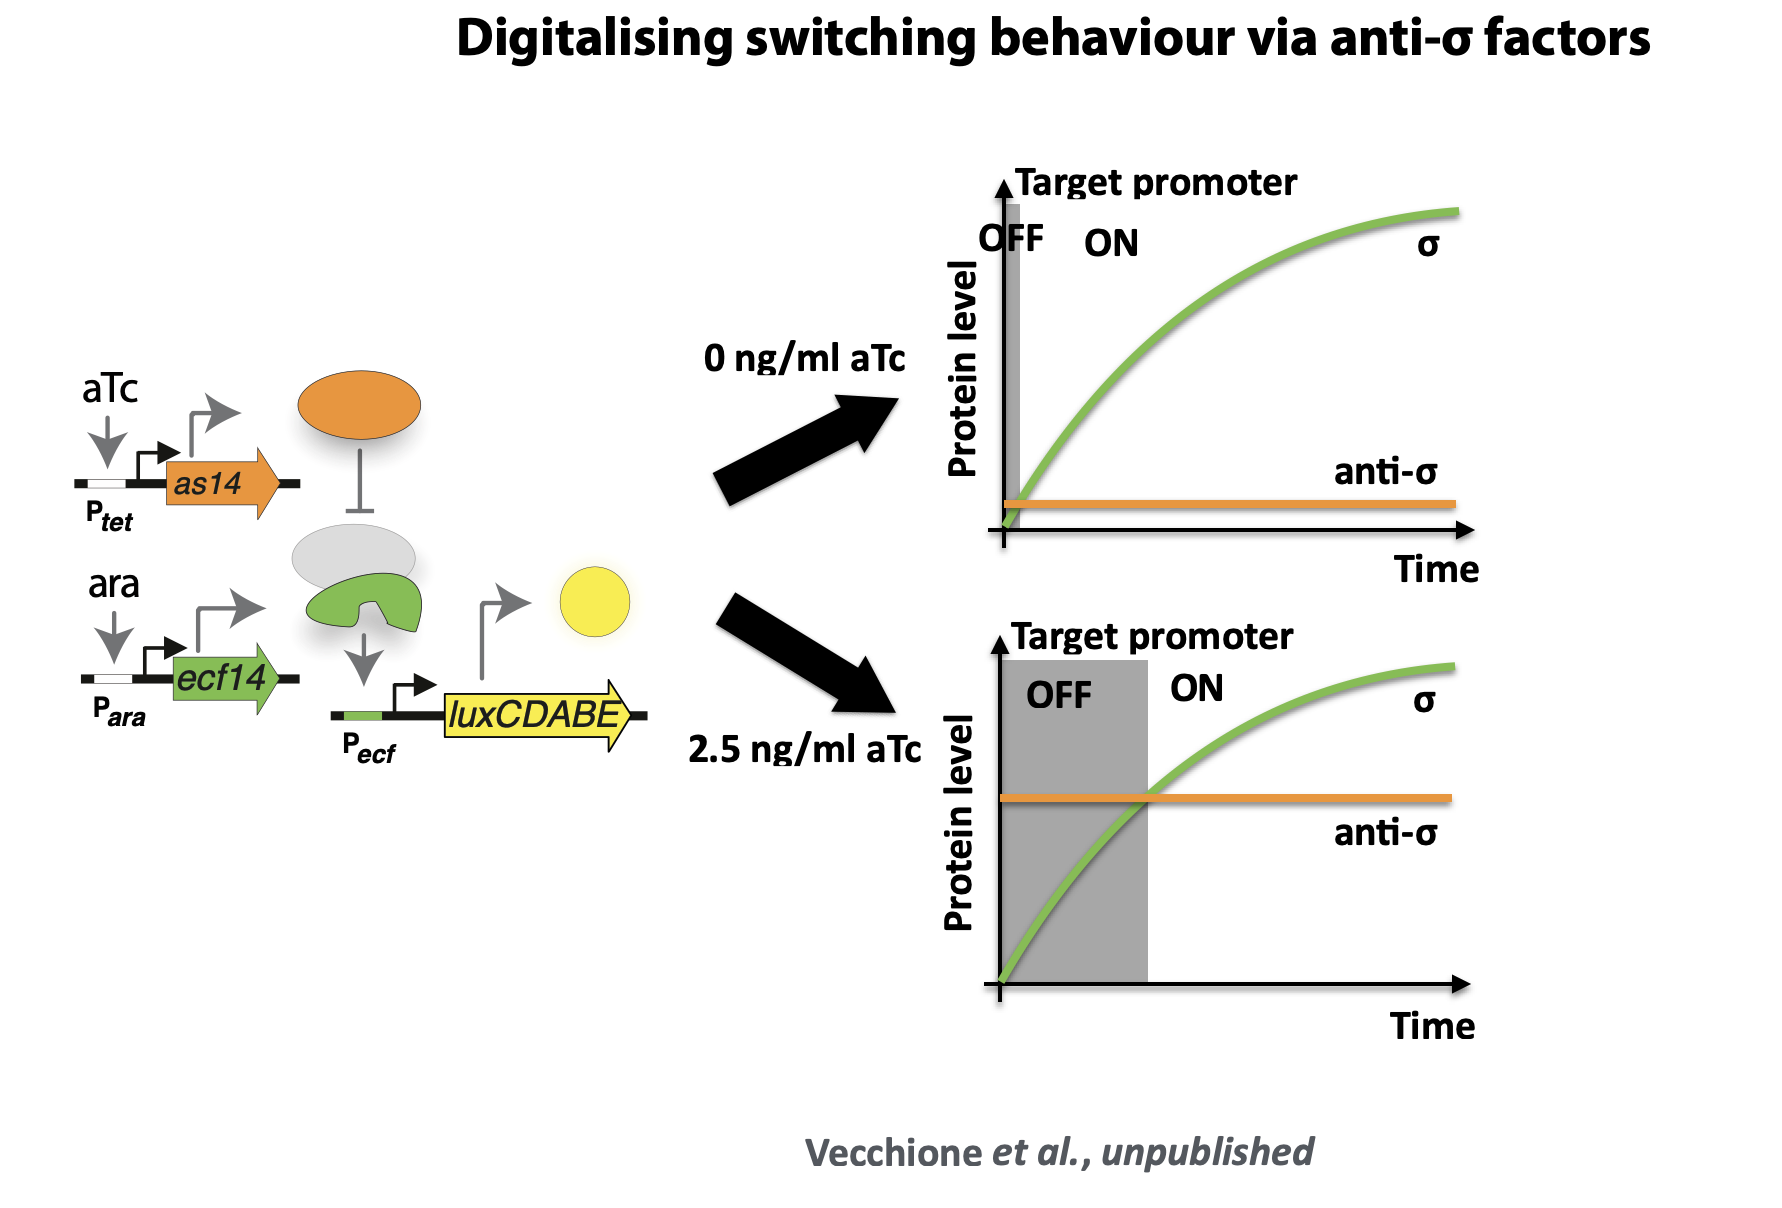 Digitalising switching behaviour via anti-σ factors
aTc
as14
Ptet
ara
ecf14
Para
luxCDABE
Pecf
0 ng/ml aTc
2.5 ng/ml aTc
Target promoter
OFF
ON
σ
Protein level
anti-σ
Time
Target promoter
OFF
ON
σ
Protein level
anti-σ
Time
Vecchione et al., unpublished